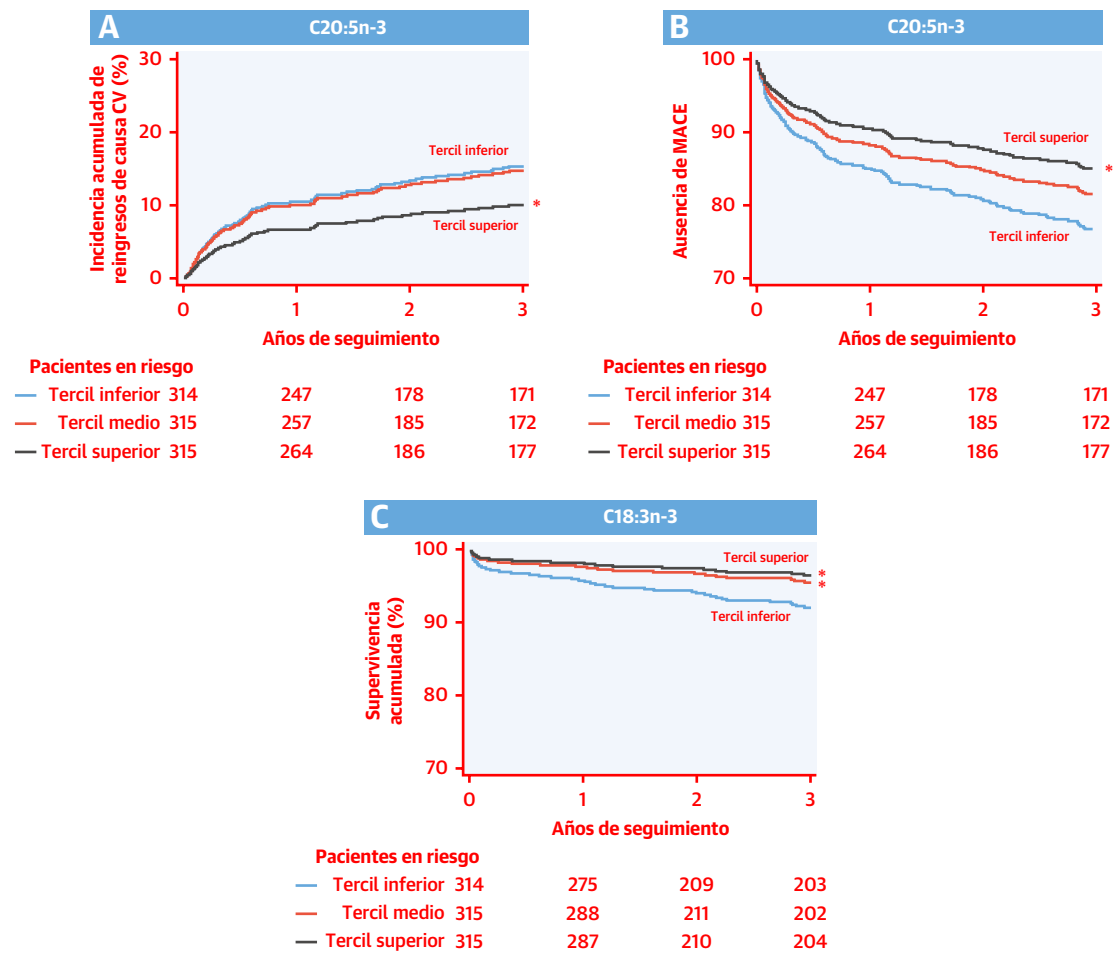 A C20:5n-3
Incidencia acumulada de
reingresos de causa CV (%)
30
20
10
0
Tercil inferior
*
Tercil superior
0 1 2 3
Años de seguimiento
Pacientes en riesgo
Tercil inferior 314 247 178 171
Tercil medio 315 257 185 172
Tercil superior 315 264 186 177
B C20:5n-3
Ausencia de MACE
100
90
80
70
Tercil superior
*
Tercil inferior
0 1 2 3
Años de seguimiento
Pacientes en riesgo
Tercil inferior 314 247 178 171
Tercil medio 315 257 185 172
Tercil superior 315 264 186 177
C C18:3n-3
Supervivencia
acumulada (%)
100
90
80
70
Tercil superior
*
*
Tercil inferior
0 1 2 3
Años de seguimiento
Pacientes en riesgo
Tercil inferior 314 275 209 203
Tercil medio 315 288 211 202
Tercil superior 315 287 210 204